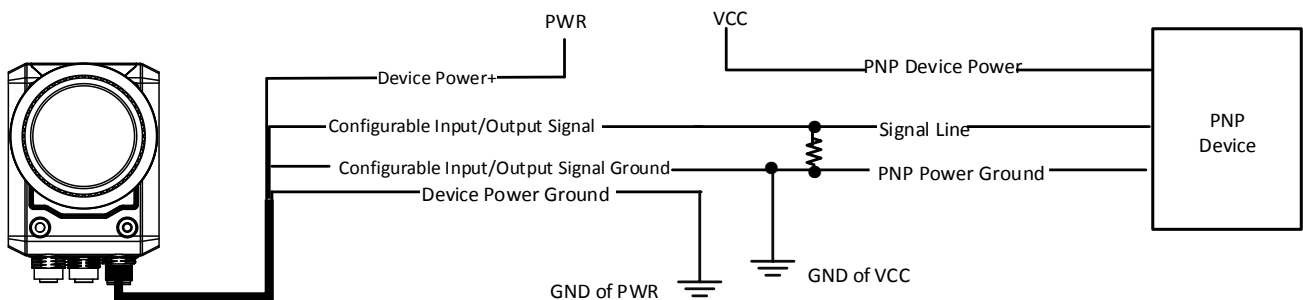 PWR
VCC
Device Power+
PNP Device Power
Configurable Input/Output Signal
Signal Line
PNP
Device
Configurable Input/Output Signal Ground
PNP Power Ground
Device Power Ground
GND of PWR
GND of VCC